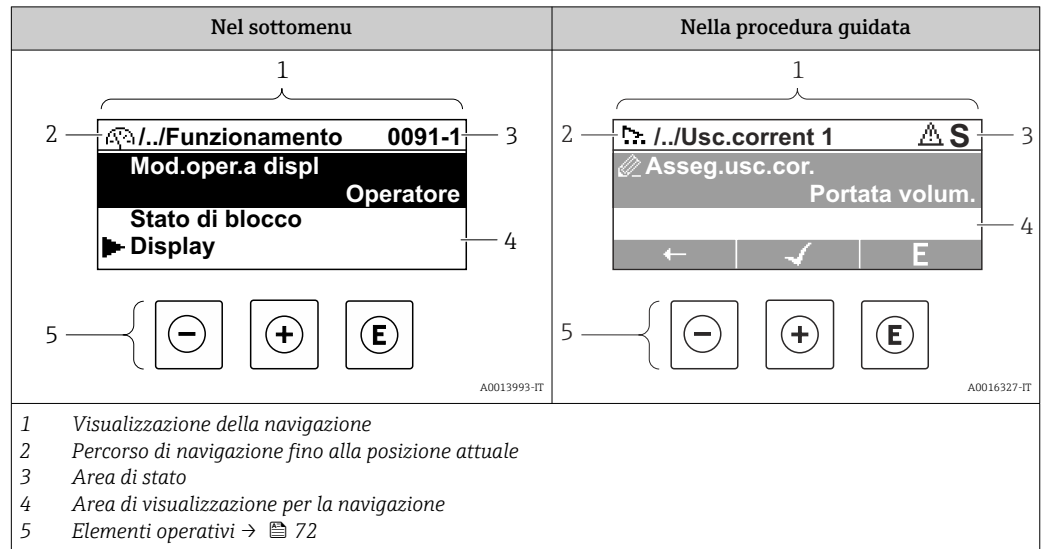 Nel sottomenu
Nella procedura guidata
1
2
/../Funzionamento 0091-1
3
Mod.oper.a displ
Operatore
Stato di blocco
Display
4
5
- + E
A0013993-IT
1
2
/../Usc.corrent 1 S
3
Asseg.usc.cor.
Portata volum.
4
← ✓ E
5
- + E
A0016327-IT
1 Visualizzazione della navigazione
2 Percorso di navigazione fino alla posizione attuale
3 Area di stato
4 Area di visualizzazione per la navigazione
5 Elementi operativi → 72